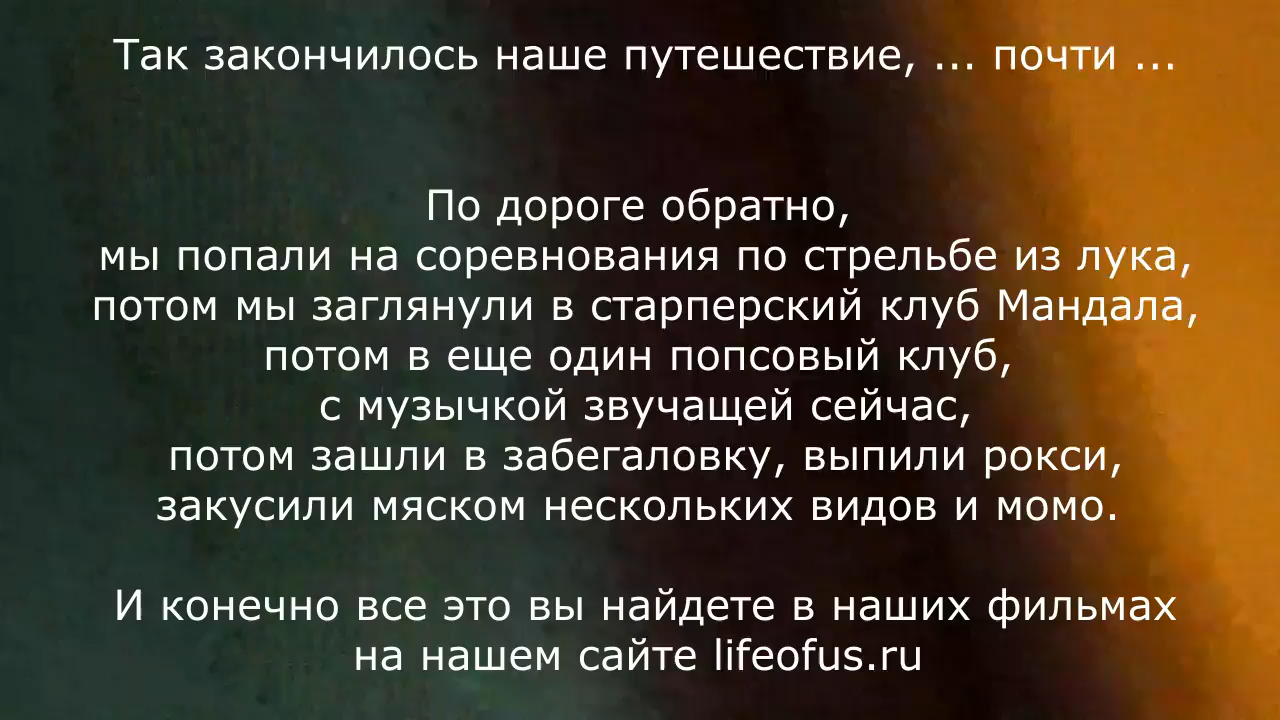 Так закончилось наше путешествие, ... почти ...
По дороге обратно,
мы попали на соревнования по стрельбе из лука,
потом мы заглянули в старперский клуб Мандала,
потом в еще один попсовый клуб,
с музычкой звучащей сейчас,
потом зашли в забегаловку, выпили рокси,
закусили мяском нескольких видов и момо.
И конечно все это вы найдете в наших фильмах
на нашем сайте lifeofus.ru